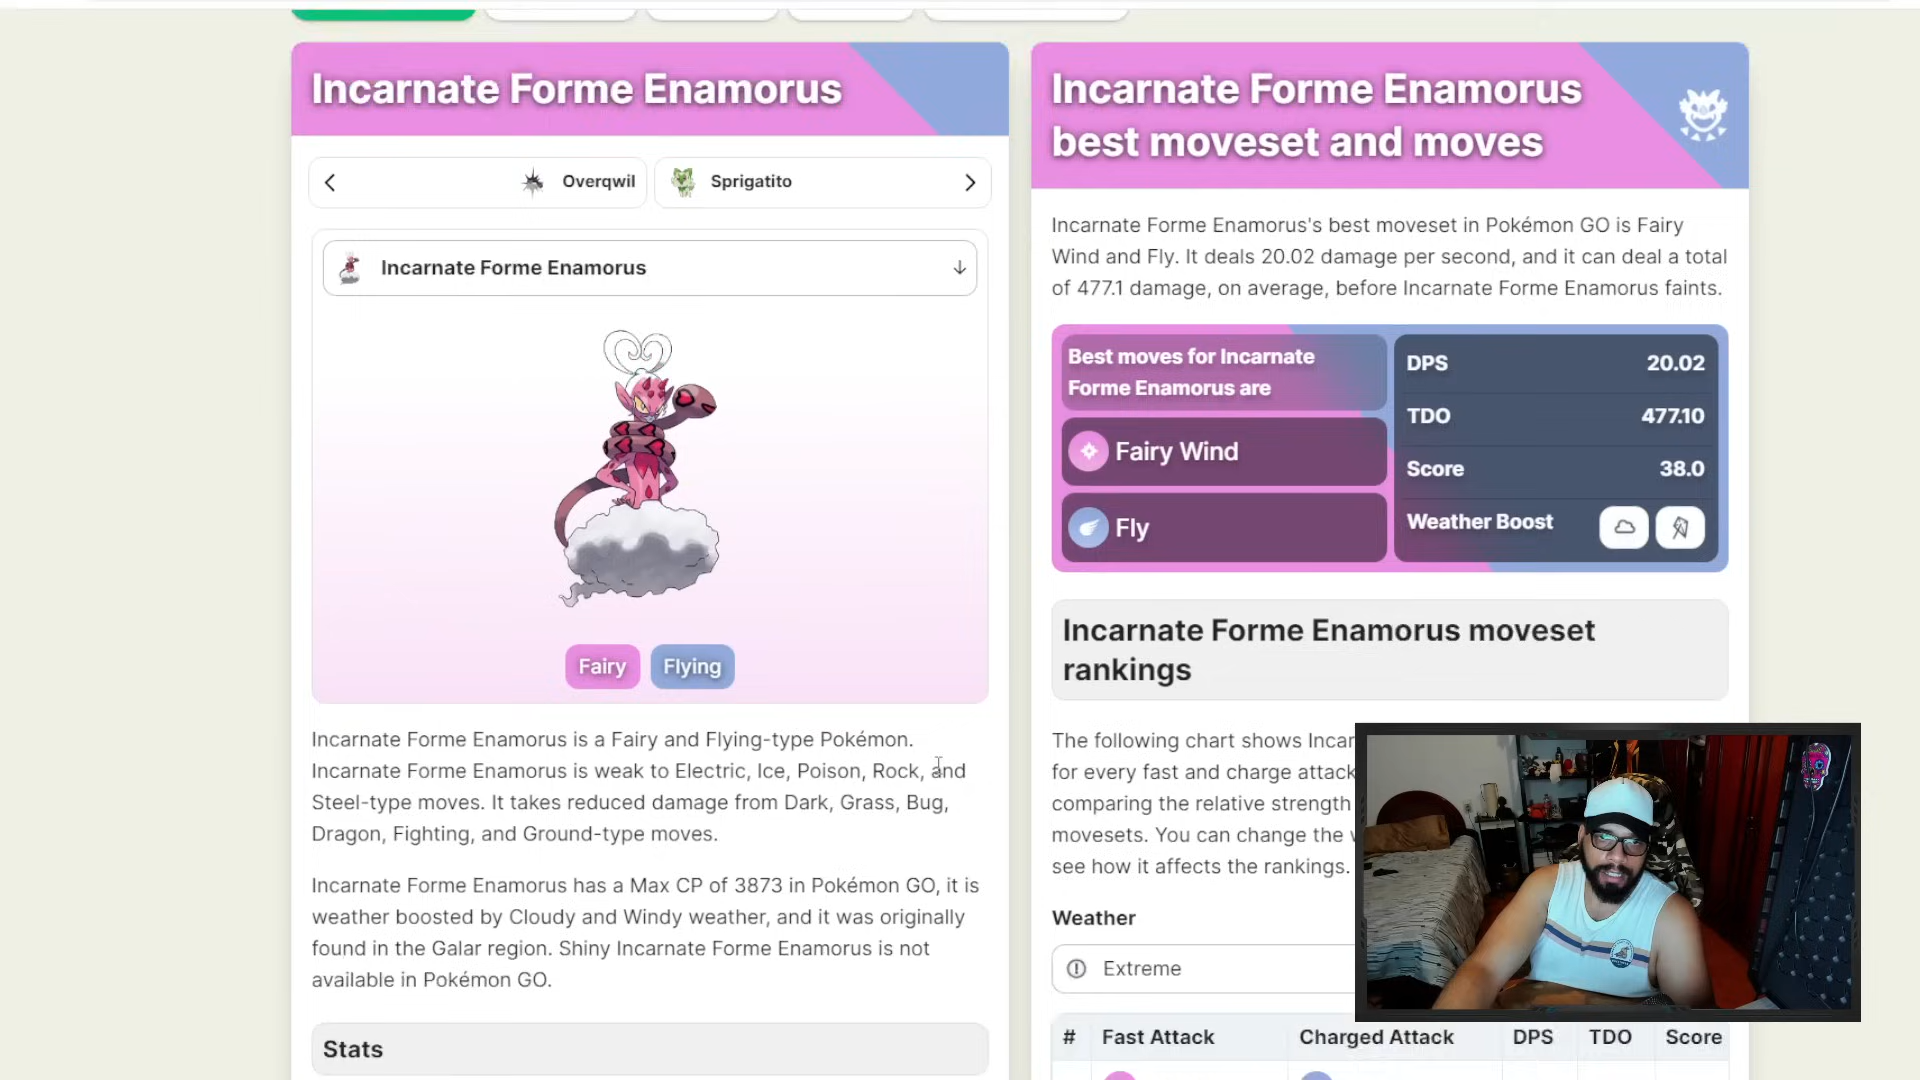 Incarnate Forme Enamorus
Overqwil
Sprigatito
Incarnate Forme Enamorus
Fairy
Flying
Incarnate Forme Enamorus is a Fairy and Flying-type Pokémon.
Incarnate Forme Enamorus is weak to Electric, Ice, Poison, Rock, and
Steel-type moves. It takes reduced damage from Dark, Grass, Bug,
Dragon, Fighting, and Ground-type moves.
Incarnate Forme Enamorus has a Max CP of 3873 in Pokémon GO, it is
weather boosted by Cloudy and Windy weather, and it was originally
found in the Galar region. Shiny Incarnate Forme Enamorus is not
available in Pokémon GO.
Stats
Incarnate Forme Enamorus
best moveset and moves
Incarnate Forme Enamorus's best moveset in Pokémon GO is Fairy
Wind and Fly. It deals 20.02 damage per second, and it can deal a total
of 477.1 damage, on average, before Incarnate Forme Enamorus faints.
Best moves for Incarnate
Forme Enamorus are
Fairy Wind
Fly
DPS 20.02
TDO 477.10
Score 38.0
Weather Boost
Incarnate Forme Enamorus moveset
rankings
The following chart shows Incar
for every fast and charge attack
comparing the relative strength
movesets. You can change the w
see how it affects the rankings.
Weather
Extreme
# Fast Attack Charged Attack DPS TDO Score